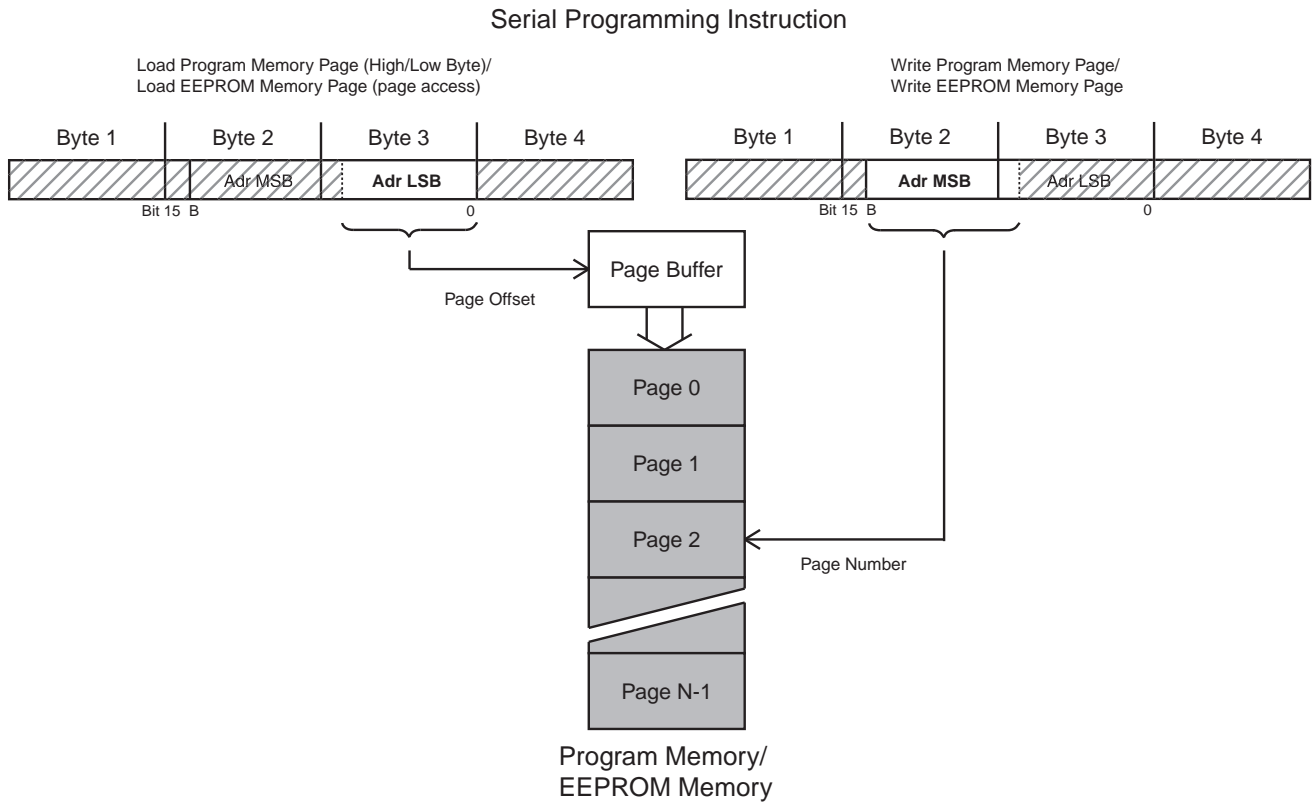 Serial Programming Instruction
Load Program Memory Page (High/Low Byte)/
Load EEPROM Memory Page (page access)
Write Program Memory Page/
Write EEPROM Memory Page
Byte 1 Byte 2 Byte 3 Byte 4
Byte 1 Byte 2 Byte 3 Byte 4
Adr MSB Adr LSB
Adr MSB Adr LSB
Bit 15 B 0
Bit 15 B 0
Page Buffer
Page Offset
Page 0
Page 1
Page 2
Page Number
Page N-1
Program Memory/
EEPROM Memory